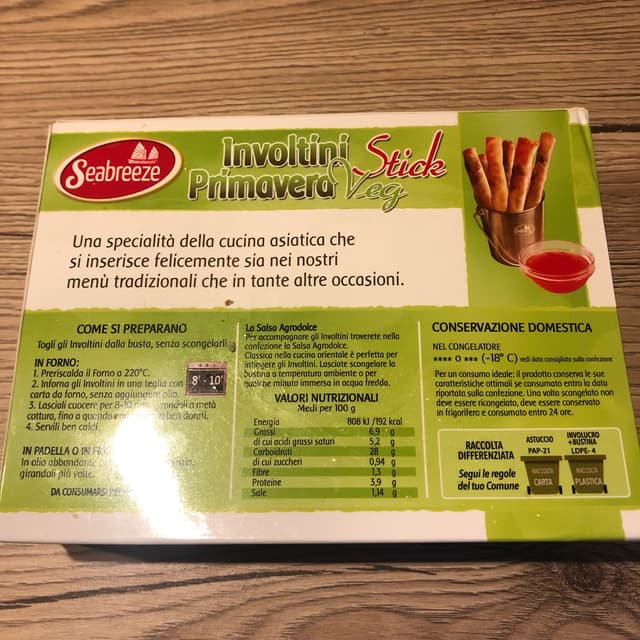 Seabreeze
Involtini
Primavera
Stick
Veg
Una specialità della cucina asiatica che
si inserisce felicemente sia nei nostri
menù tradizionali che in tante altre occasioni.
COME SI PREPARANO
Togli gli Involtini dalla busta, senza scongelarli
IN FORNO:
1. Preriscalda il Forno a 220°C.
2. Inforna gli Involtini in una teglia con
carta da forno, senza aggiungere olio.
3. Lasciali cuocere per 8-10 girandoli a metà
cottura, fino a quando ben dorati.
4. Servili ben caldi
8' - 10'
IN PADELLA O IN
In olio abbondante
girandoli più volte.
DA CONSUMARSI
La Salsa Agrodolce
Per accompagnare gli Involtini troverete nella
confezione la Salsa Agrodolce.
Classica nella cucina orientale è perfetta per
intingere gli Involtini. Lasciate scongelare la
bustina a temperatura ambiente o per
qualche minuto immersa in acqua fredda.
VALORI NUTRIZIONALI
Medi per 100 g
Energia 808 kJ /192 kcal
Grassi 6,9 g
di cui acidi grassi saturi 5,2 g
Carboidrati 28 g
di cui zuccheri 0,94 g
Fibre 1,3 g
Proteine 3,9 g
Sale 1,14 g
CONSERVAZIONE DOMESTICA
NEL CONGELATORE
**** o *** (-18° C) vedi data consigliata sulla confezione
Per un consumo ideale: il prodotto conserva le sue
caratteristiche ottimali se consumato entro la data
riportata sulla confezione. Una volta scongelato non
deve essere ricongelato, deve essere conservato
in frigorifero e consumato entro 24 ore.
RACCOLTA
DIFFERENZIATA
Segui le regole
del tuo Comune
ASTUCCIO
PAP-21
RACCOLTA
CARTA
INVOLUCRO
+BUSTINA
LDPE- 4
RACCOLTA
PLASTICA